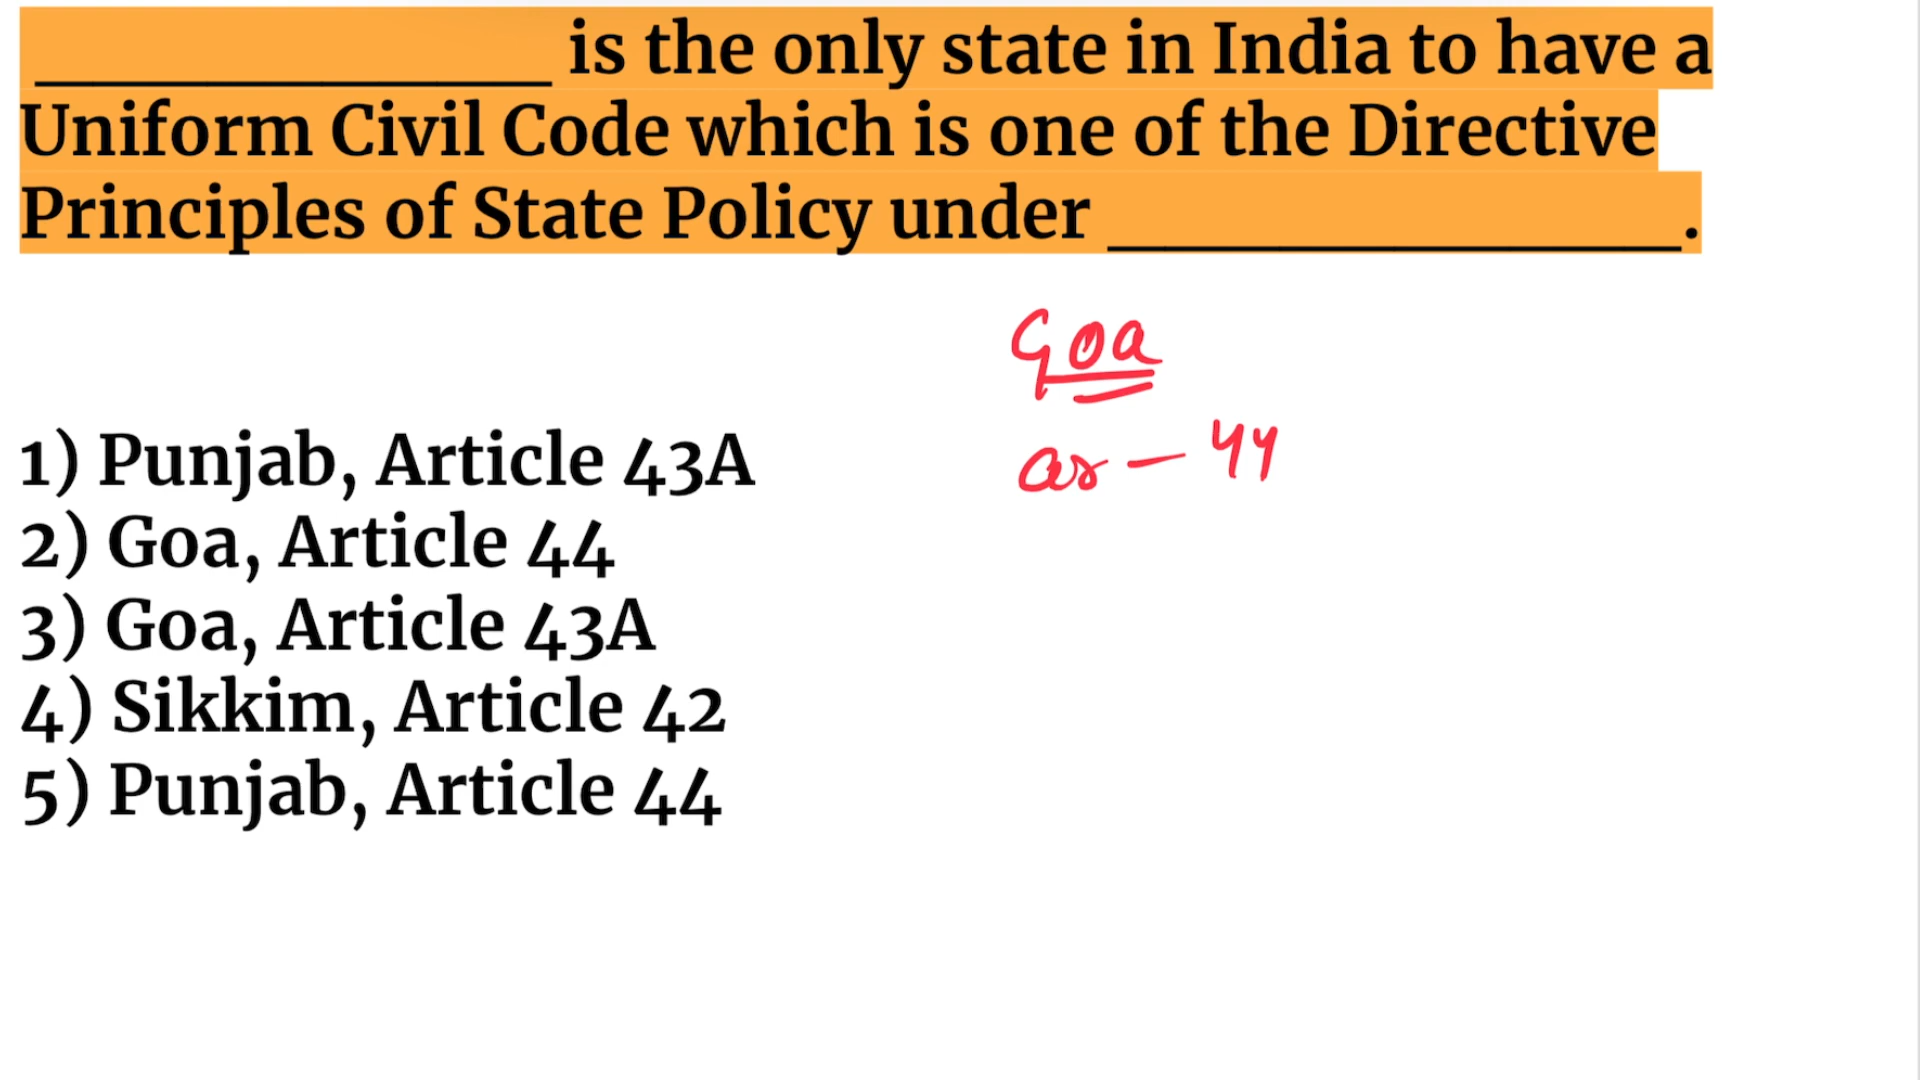 _______________ is the only state in India to have a
Uniform Civil Code which is one of the Directive
Principles of State Policy under ________________.
Goa
ar - 44
1) Punjab, Article 43A
2) Goa, Article 44
3) Goa, Article 43A
4) Sikkim, Article 42
5) Punjab, Article 44